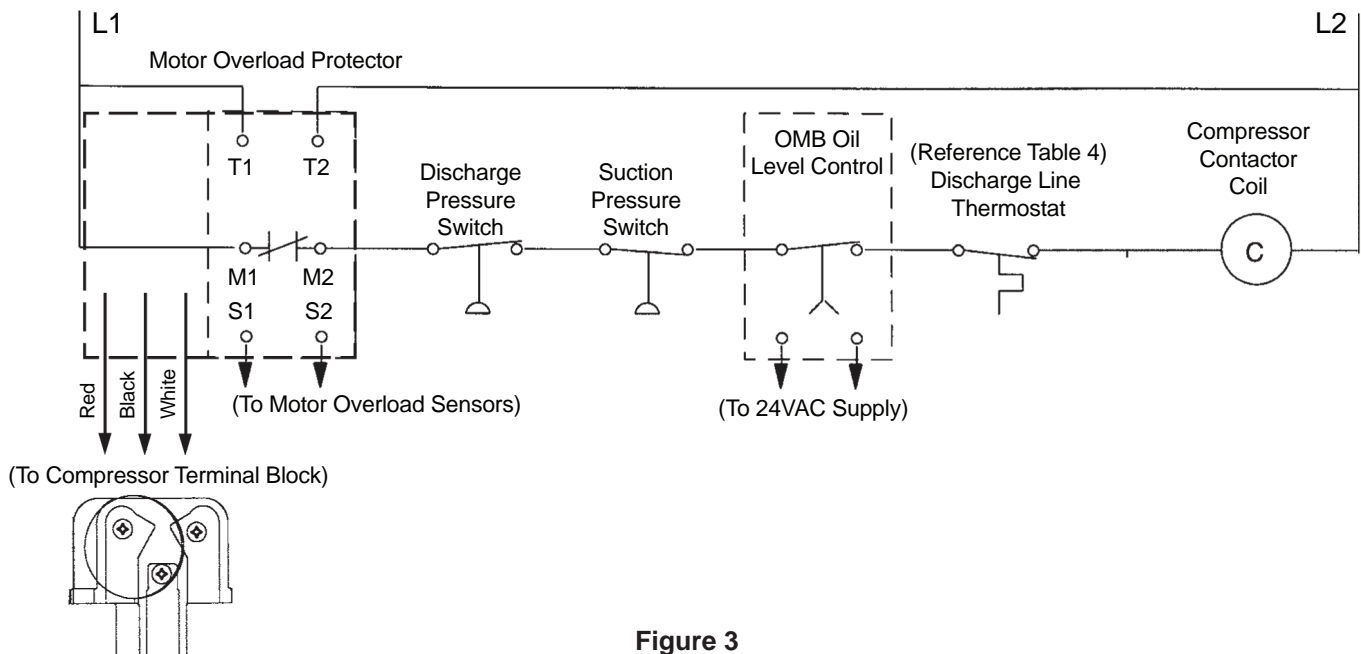 L1
L2
Motor Overload Protector
T1
T2
Discharge
Pressure
Switch
Suction
Pressure
Switch
OMB Oil
Level Control
(Reference Table 4)
Discharge Line
Thermostat
Compressor
Contactor
Coil
C
M1
M2
S1
S2
Red
Black
White
(To Motor Overload Sensors)
(To 24VAC Supply)
(To Compressor Terminal Block)
Figure 3